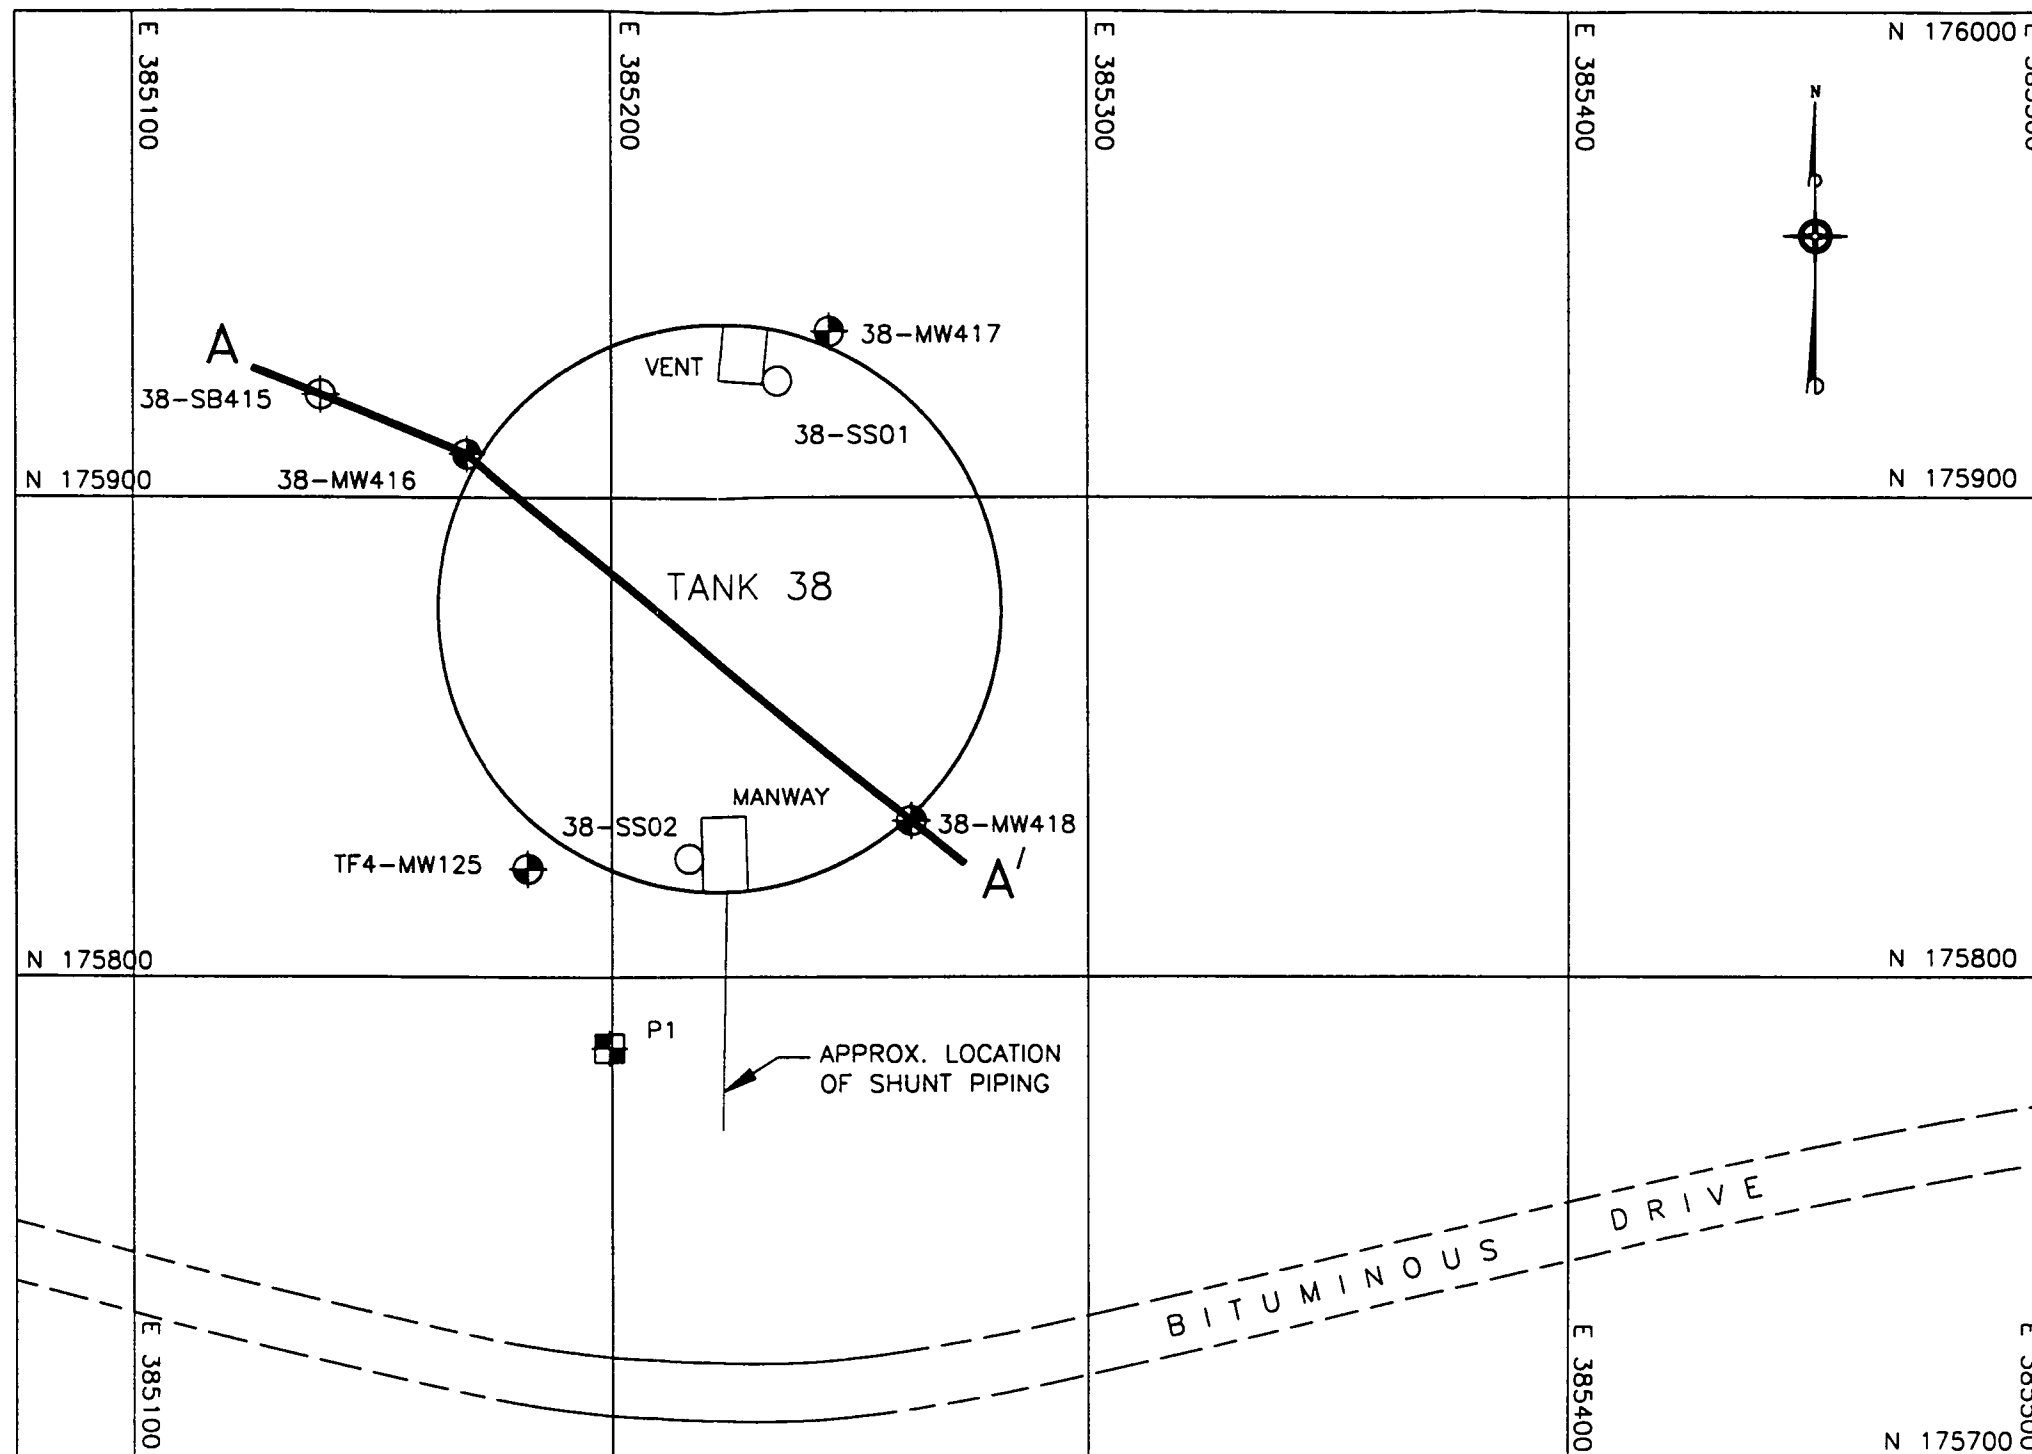 E 385100
E 385200
E 385300
E 385400
N 176000
N
A
38-SB415
38-MW417
VENT
38-SS01
38-MW416
N 175900
N 175900
TANK 38
MANWAY
38-SS02
38-MW418
TF4-MW125
A'
N 175800
N 175800
P1
APPROX. LOCATION
OF SHUNT PIPING
BITUMINOUS DRIVE
E 385100
E 385400
E 385500
N 175700